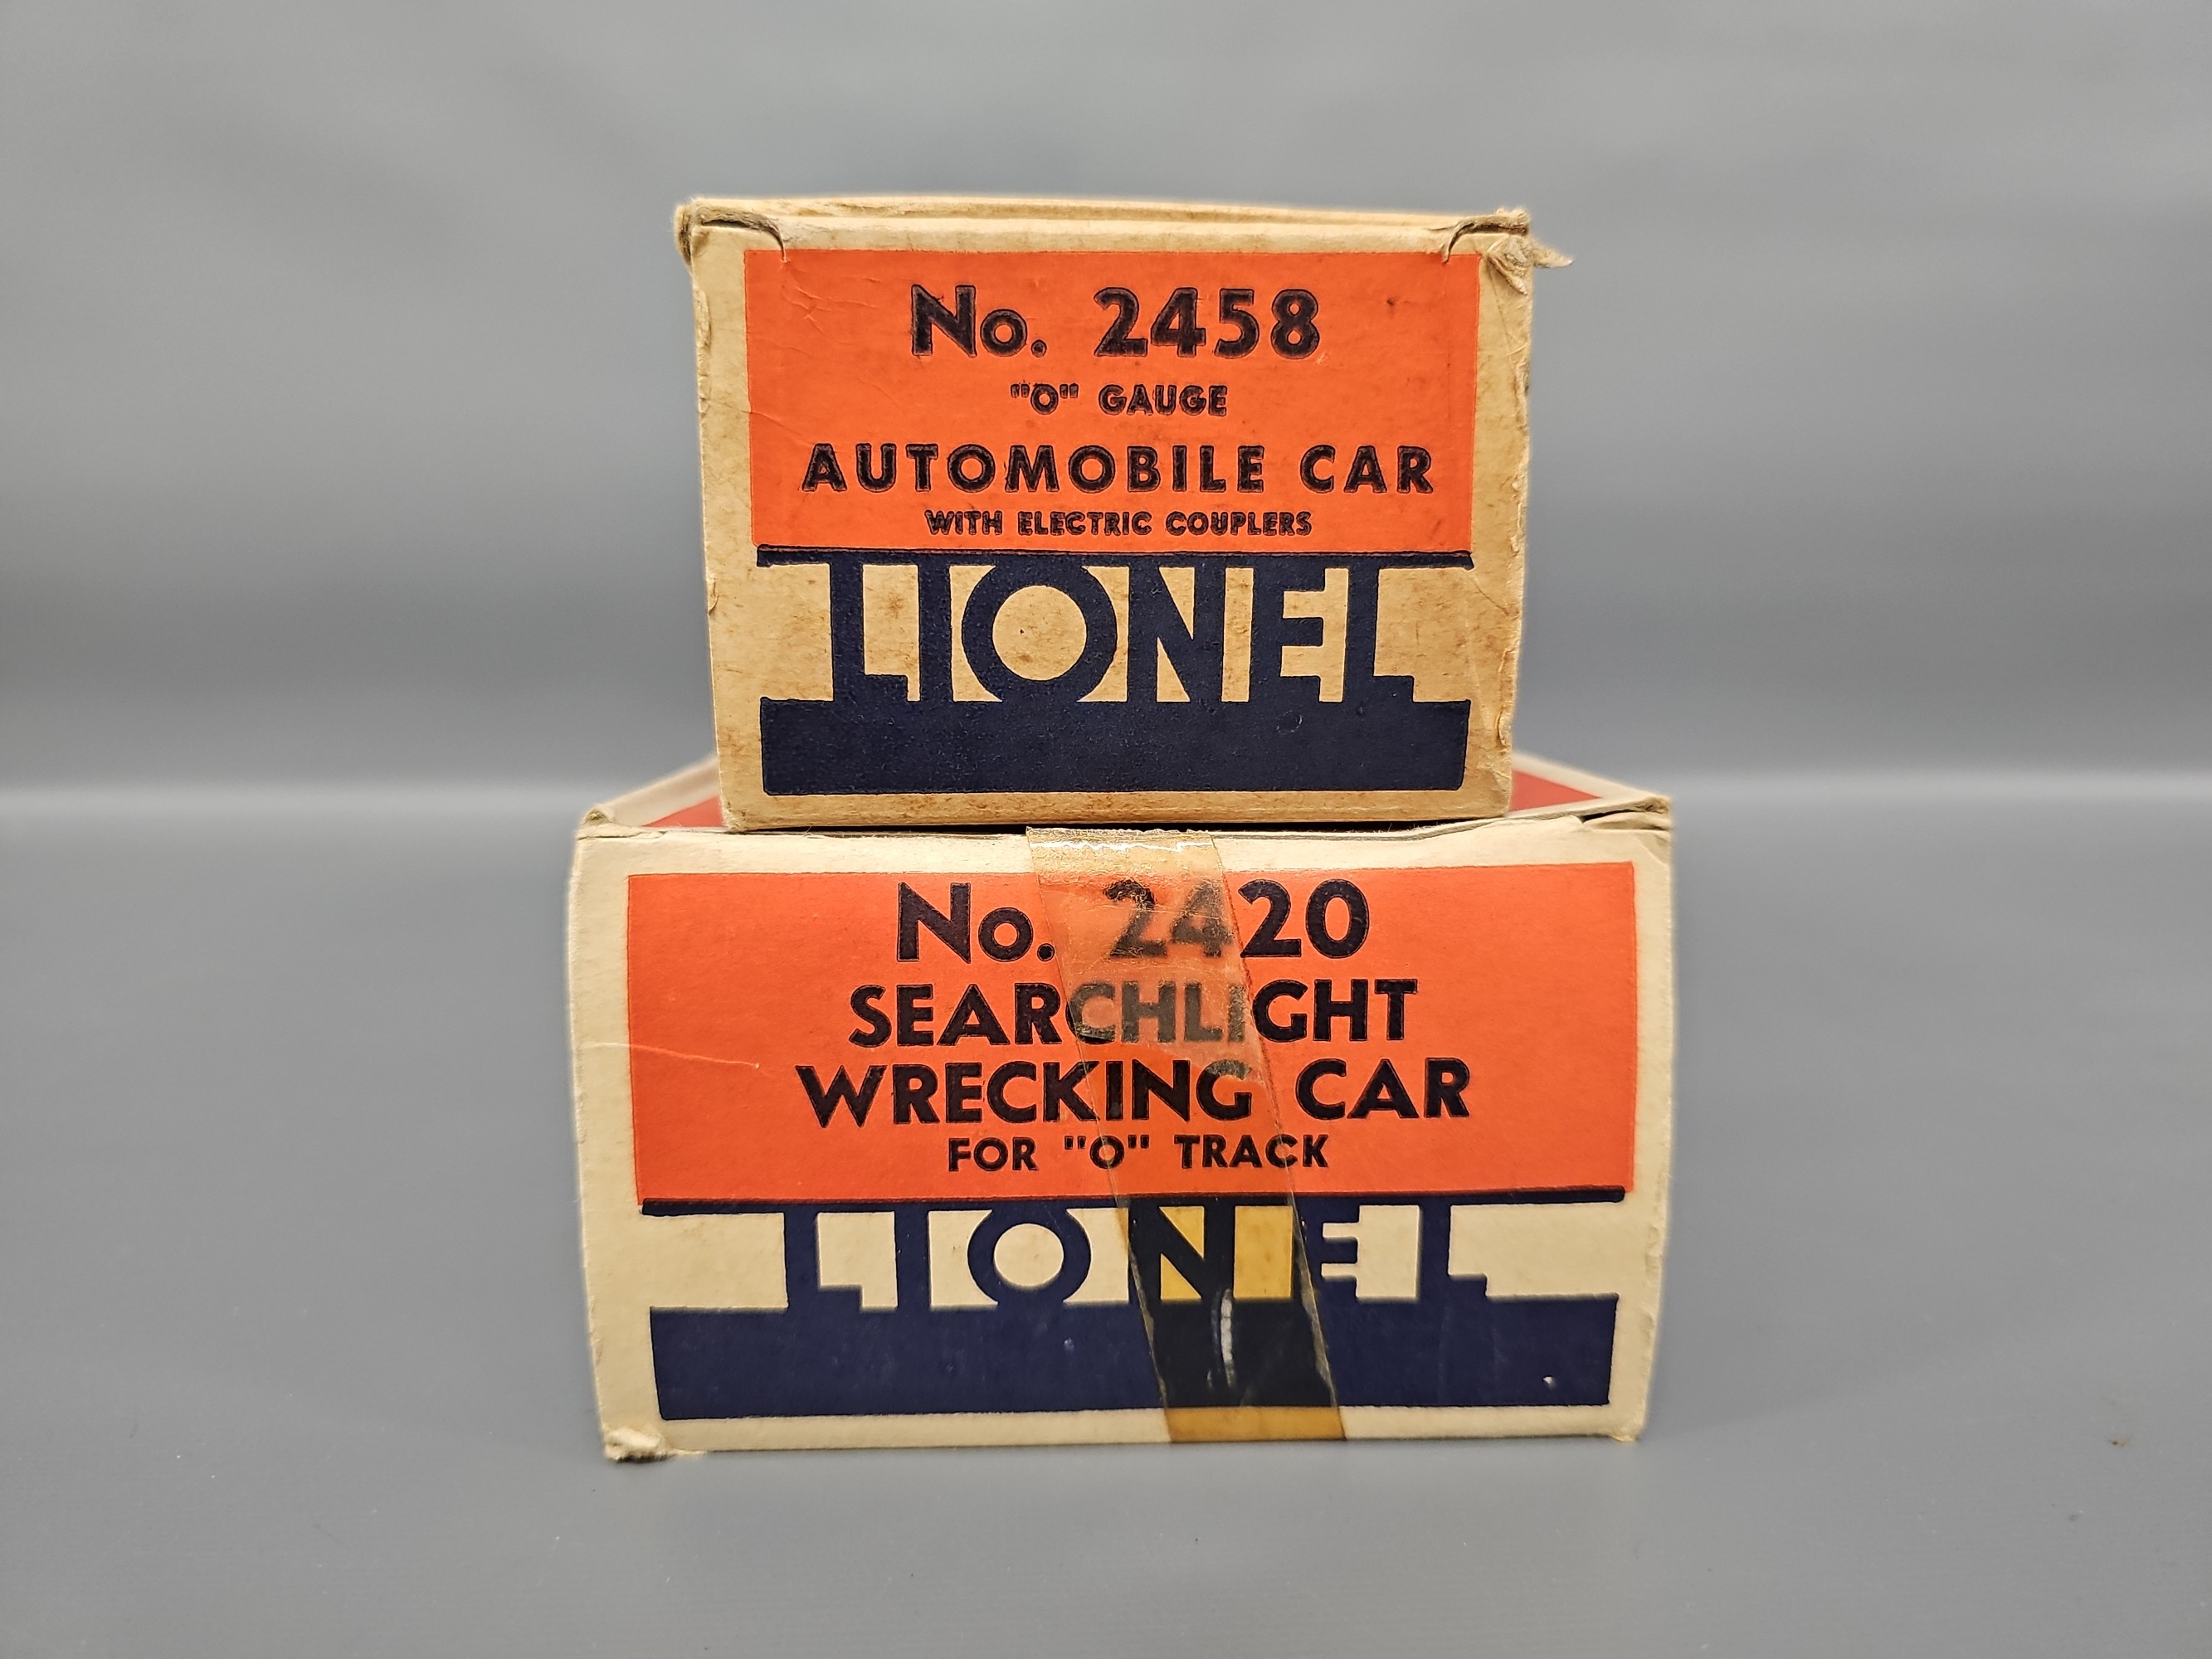 No. 2458
"O" GAUGE
AUTOMOBILE CAR
WITH ELECTRIC COUPLERS
LIONEL
No. 2420
SEARCHLIGHT
WRECKING CAR
FOR "O" TRACK
LIONEL